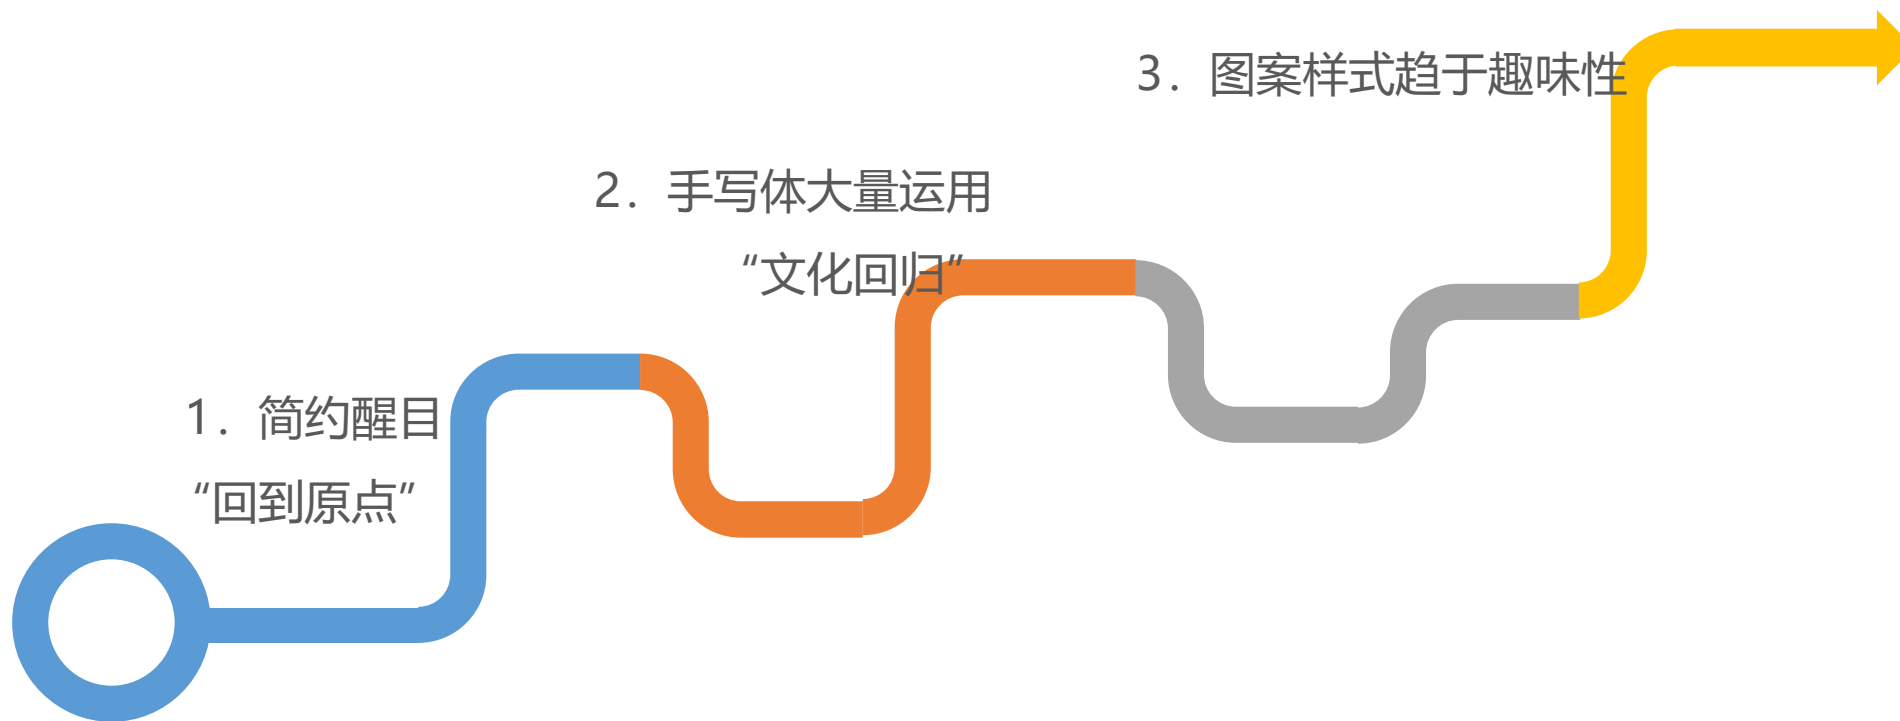 1. 简约醒目
“回到原点”
2. 手写体大量运用
“文化回归”
3. 图案样式趋于趣味性